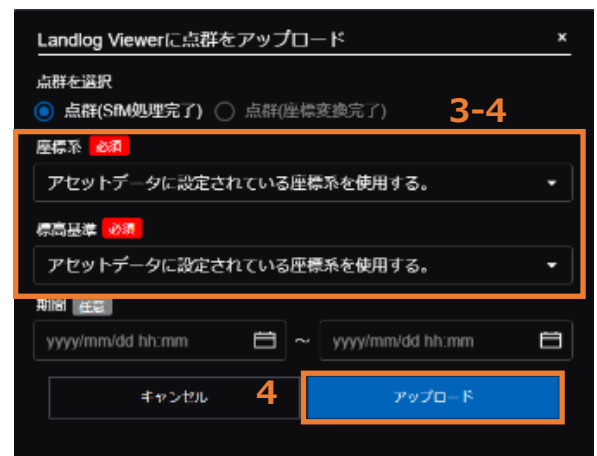 Landlog Viewerに点群をアップロード ×
点群を選択
点群(SfM処理完了) 点群(座標変換完了)
3-4
座標系 必須
アセットデータに設定されている座標系を使用する。
標高基準 必須
アセットデータに設定されている座標系を使用する。
期間 任意
yyyy/mm/dd hh:mm ~ yyyy/mm/dd hh:mm
キャンセル 4 アップロード